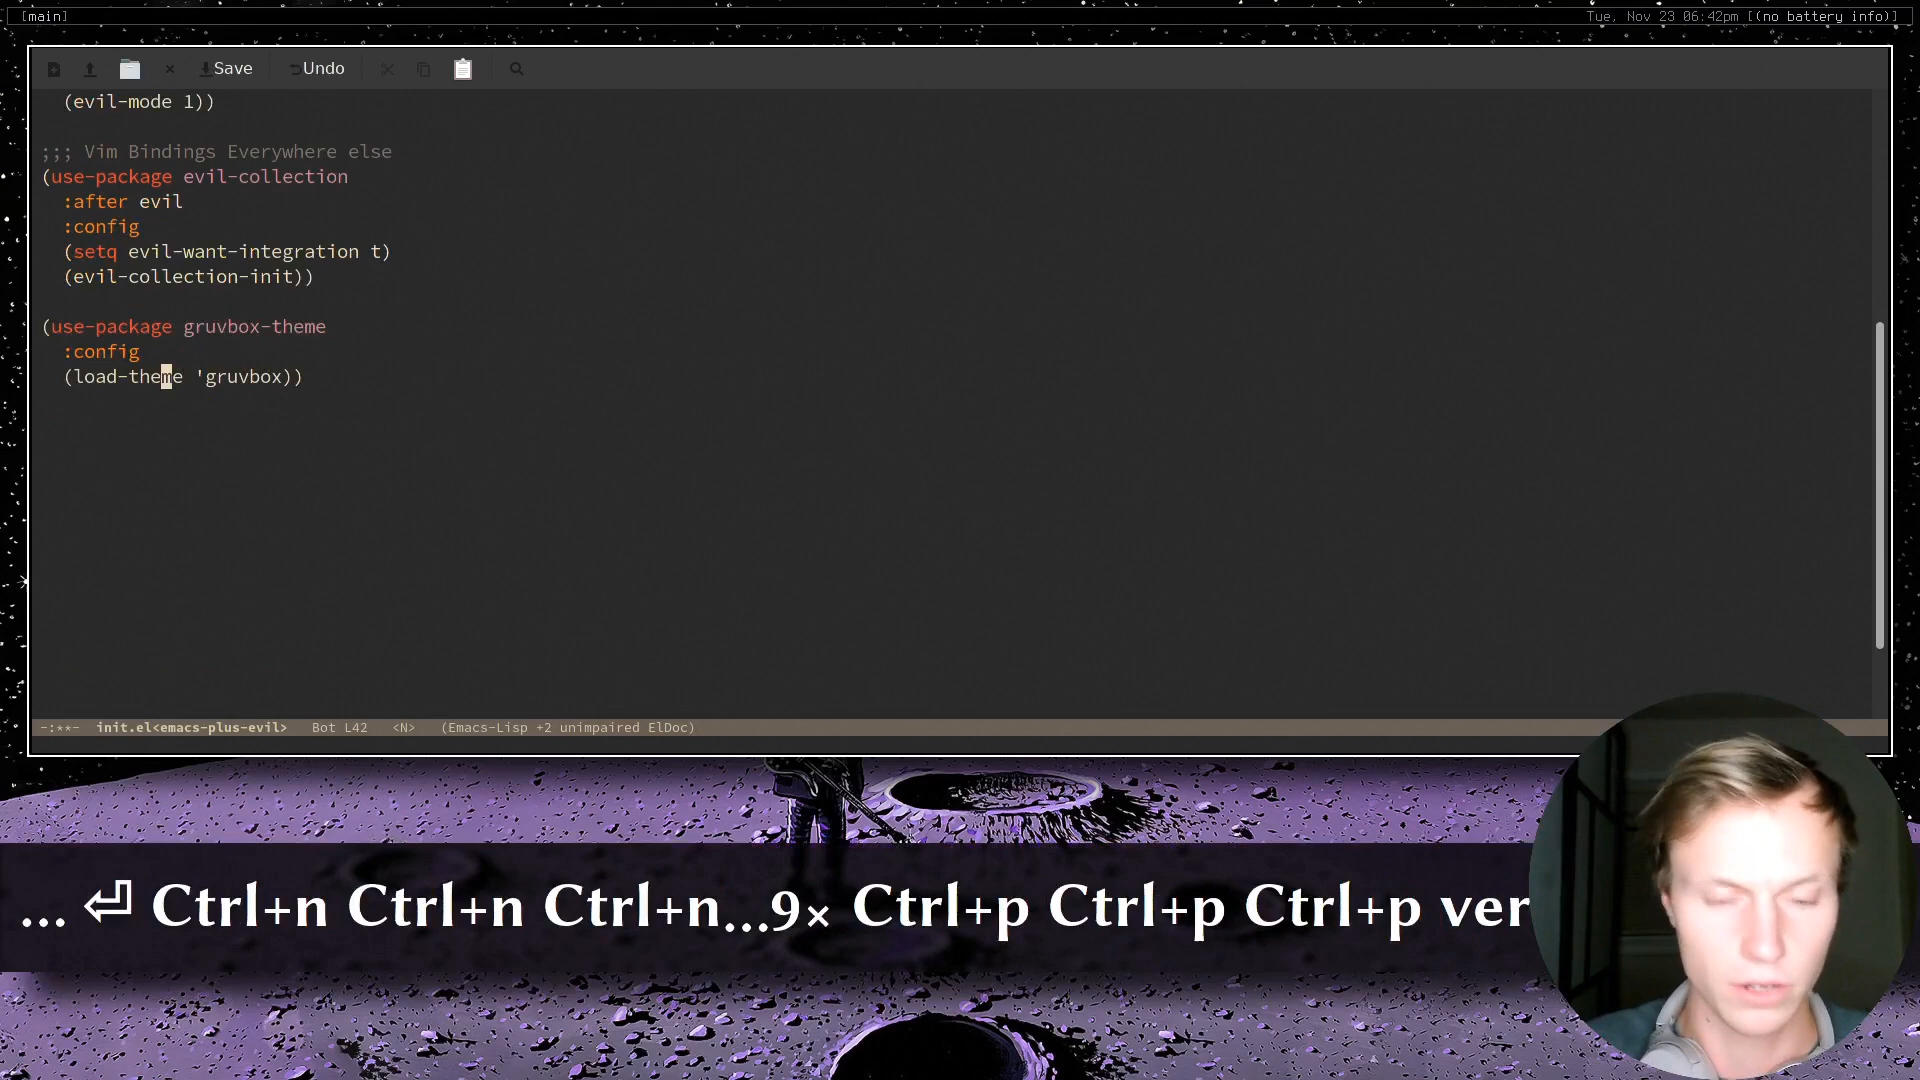 [main]
Tue, Nov 23 06:42pm [(no battery info)]
Save Undo
(evil-mode 1))
;;; Vim Bindings Everywhere else
(use-package evil-collection
:after evil
:config
(setq evil-want-integration t)
(evil-collection-init))
(use-package gruvbox-theme
:config
(load-theme 'gruvbox))
-:**-  init.el<emacs-plus-evil>  Bot L42  <N>  (Emacs-Lisp +2 unimpaired ElDoc)
... ⏎ Ctrl+n Ctrl+n Ctrl+n...9× Ctrl+p Ctrl+p Ctrl+p ver